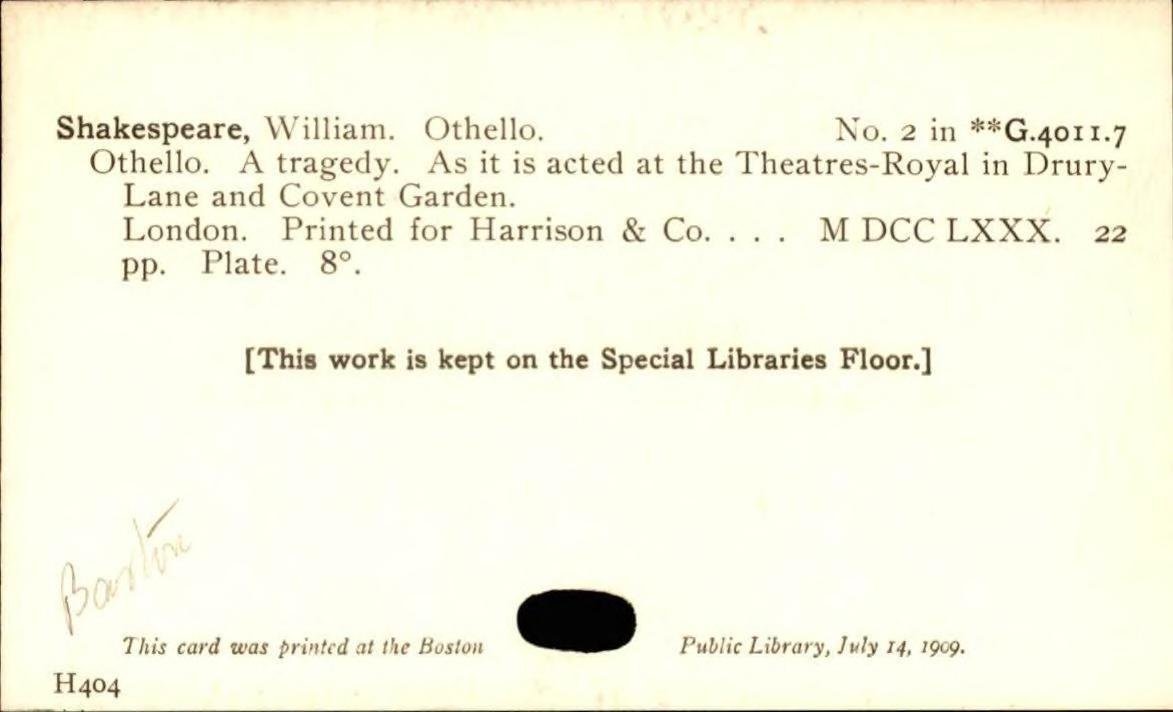 Shakespeare, William. Othello. No. 2 in **G.4011.7
Othello. A tragedy. As it is acted at the Theatres-Royal in Drury-
Lane and Covent Garden.
London. Printed for Harrison & Co. . . . M DCC LXXX. 22
pp. Plate. 8°.
[This work is kept on the Special Libraries Floor.]
Barton
This card was printed at the Boston Public Library, July 14, 1909.
H404